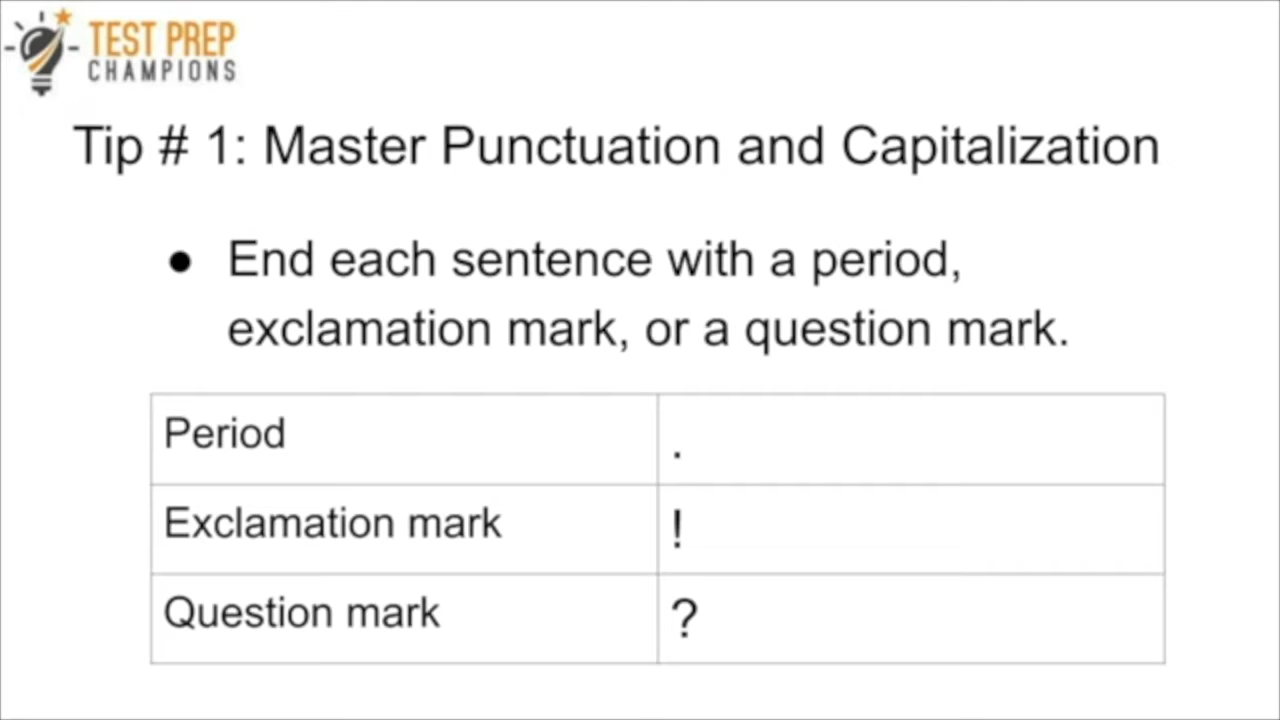 TEST PREP
CHAMPIONS
Tip # 1: Master Punctuation and Capitalization
● End each sentence with a period,
exclamation mark, or a question mark.
Period .
Exclamation mark !
Question mark ?